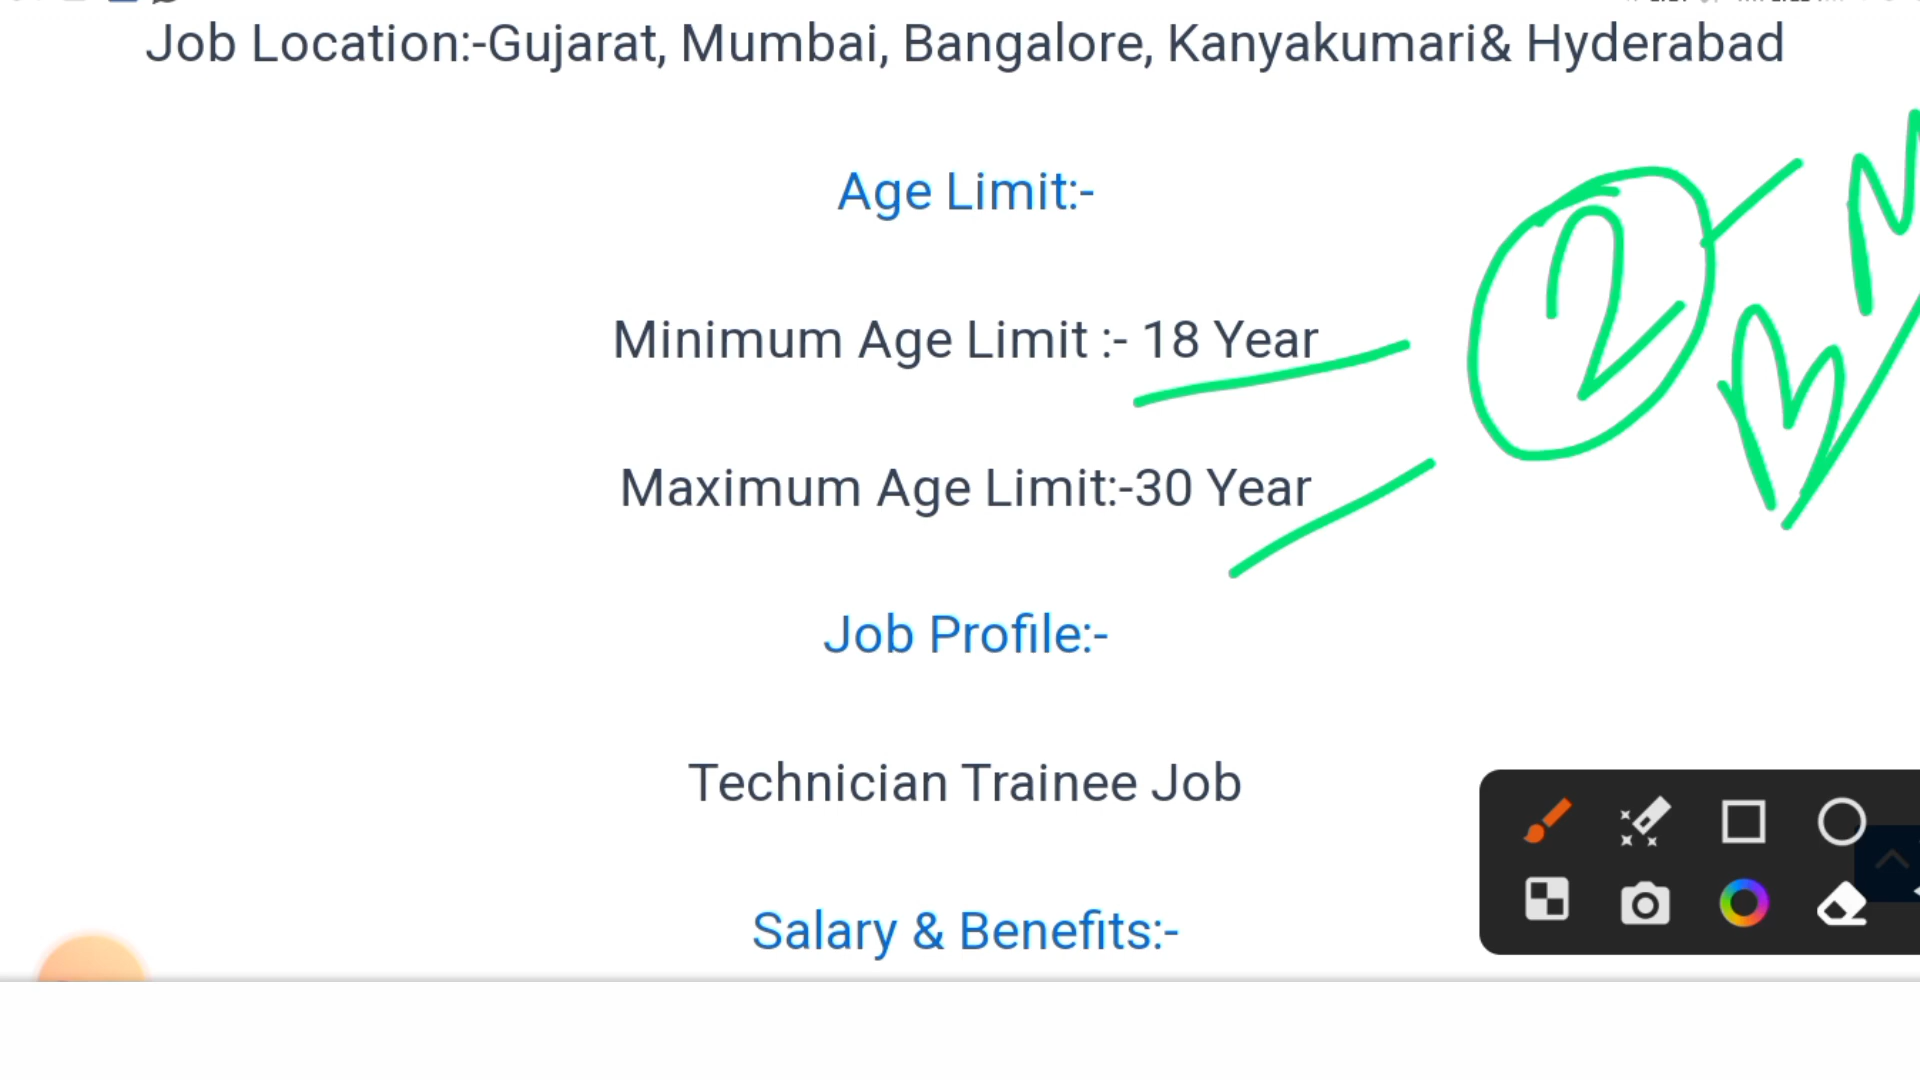 Job Location:-Gujarat, Mumbai, Bangalore, Kanyakumari& Hyderabad
Age Limit:-
Minimum Age Limit :- 18 Year
2
Maximum Age Limit:-30 Year
Job Profile:-
Technician Trainee Job
Salary & Benefits:-